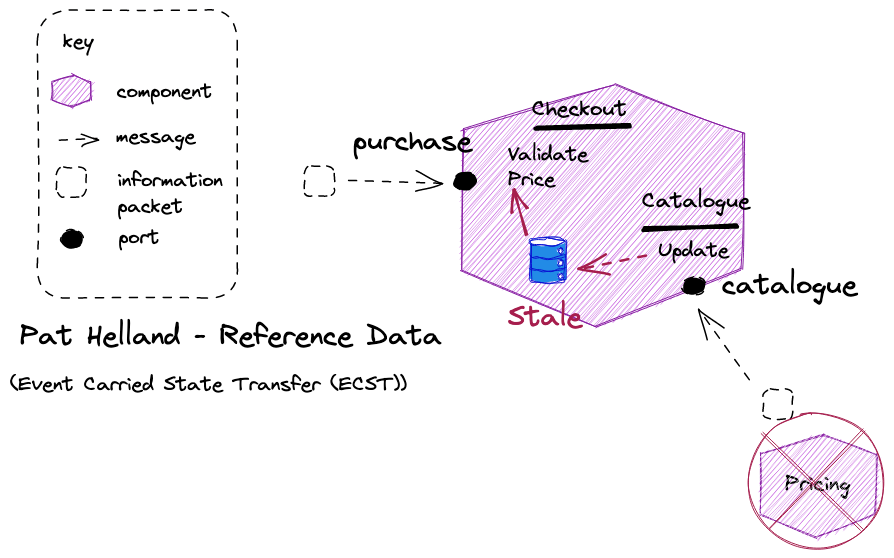 key
component
message
information
packet
port
purchase
Checkout
Validate
Price
Catalogue
Update
Stale
catalogue
Pat Helland - Reference Data
(Event Carried State Transfer (ECST))
Pricing